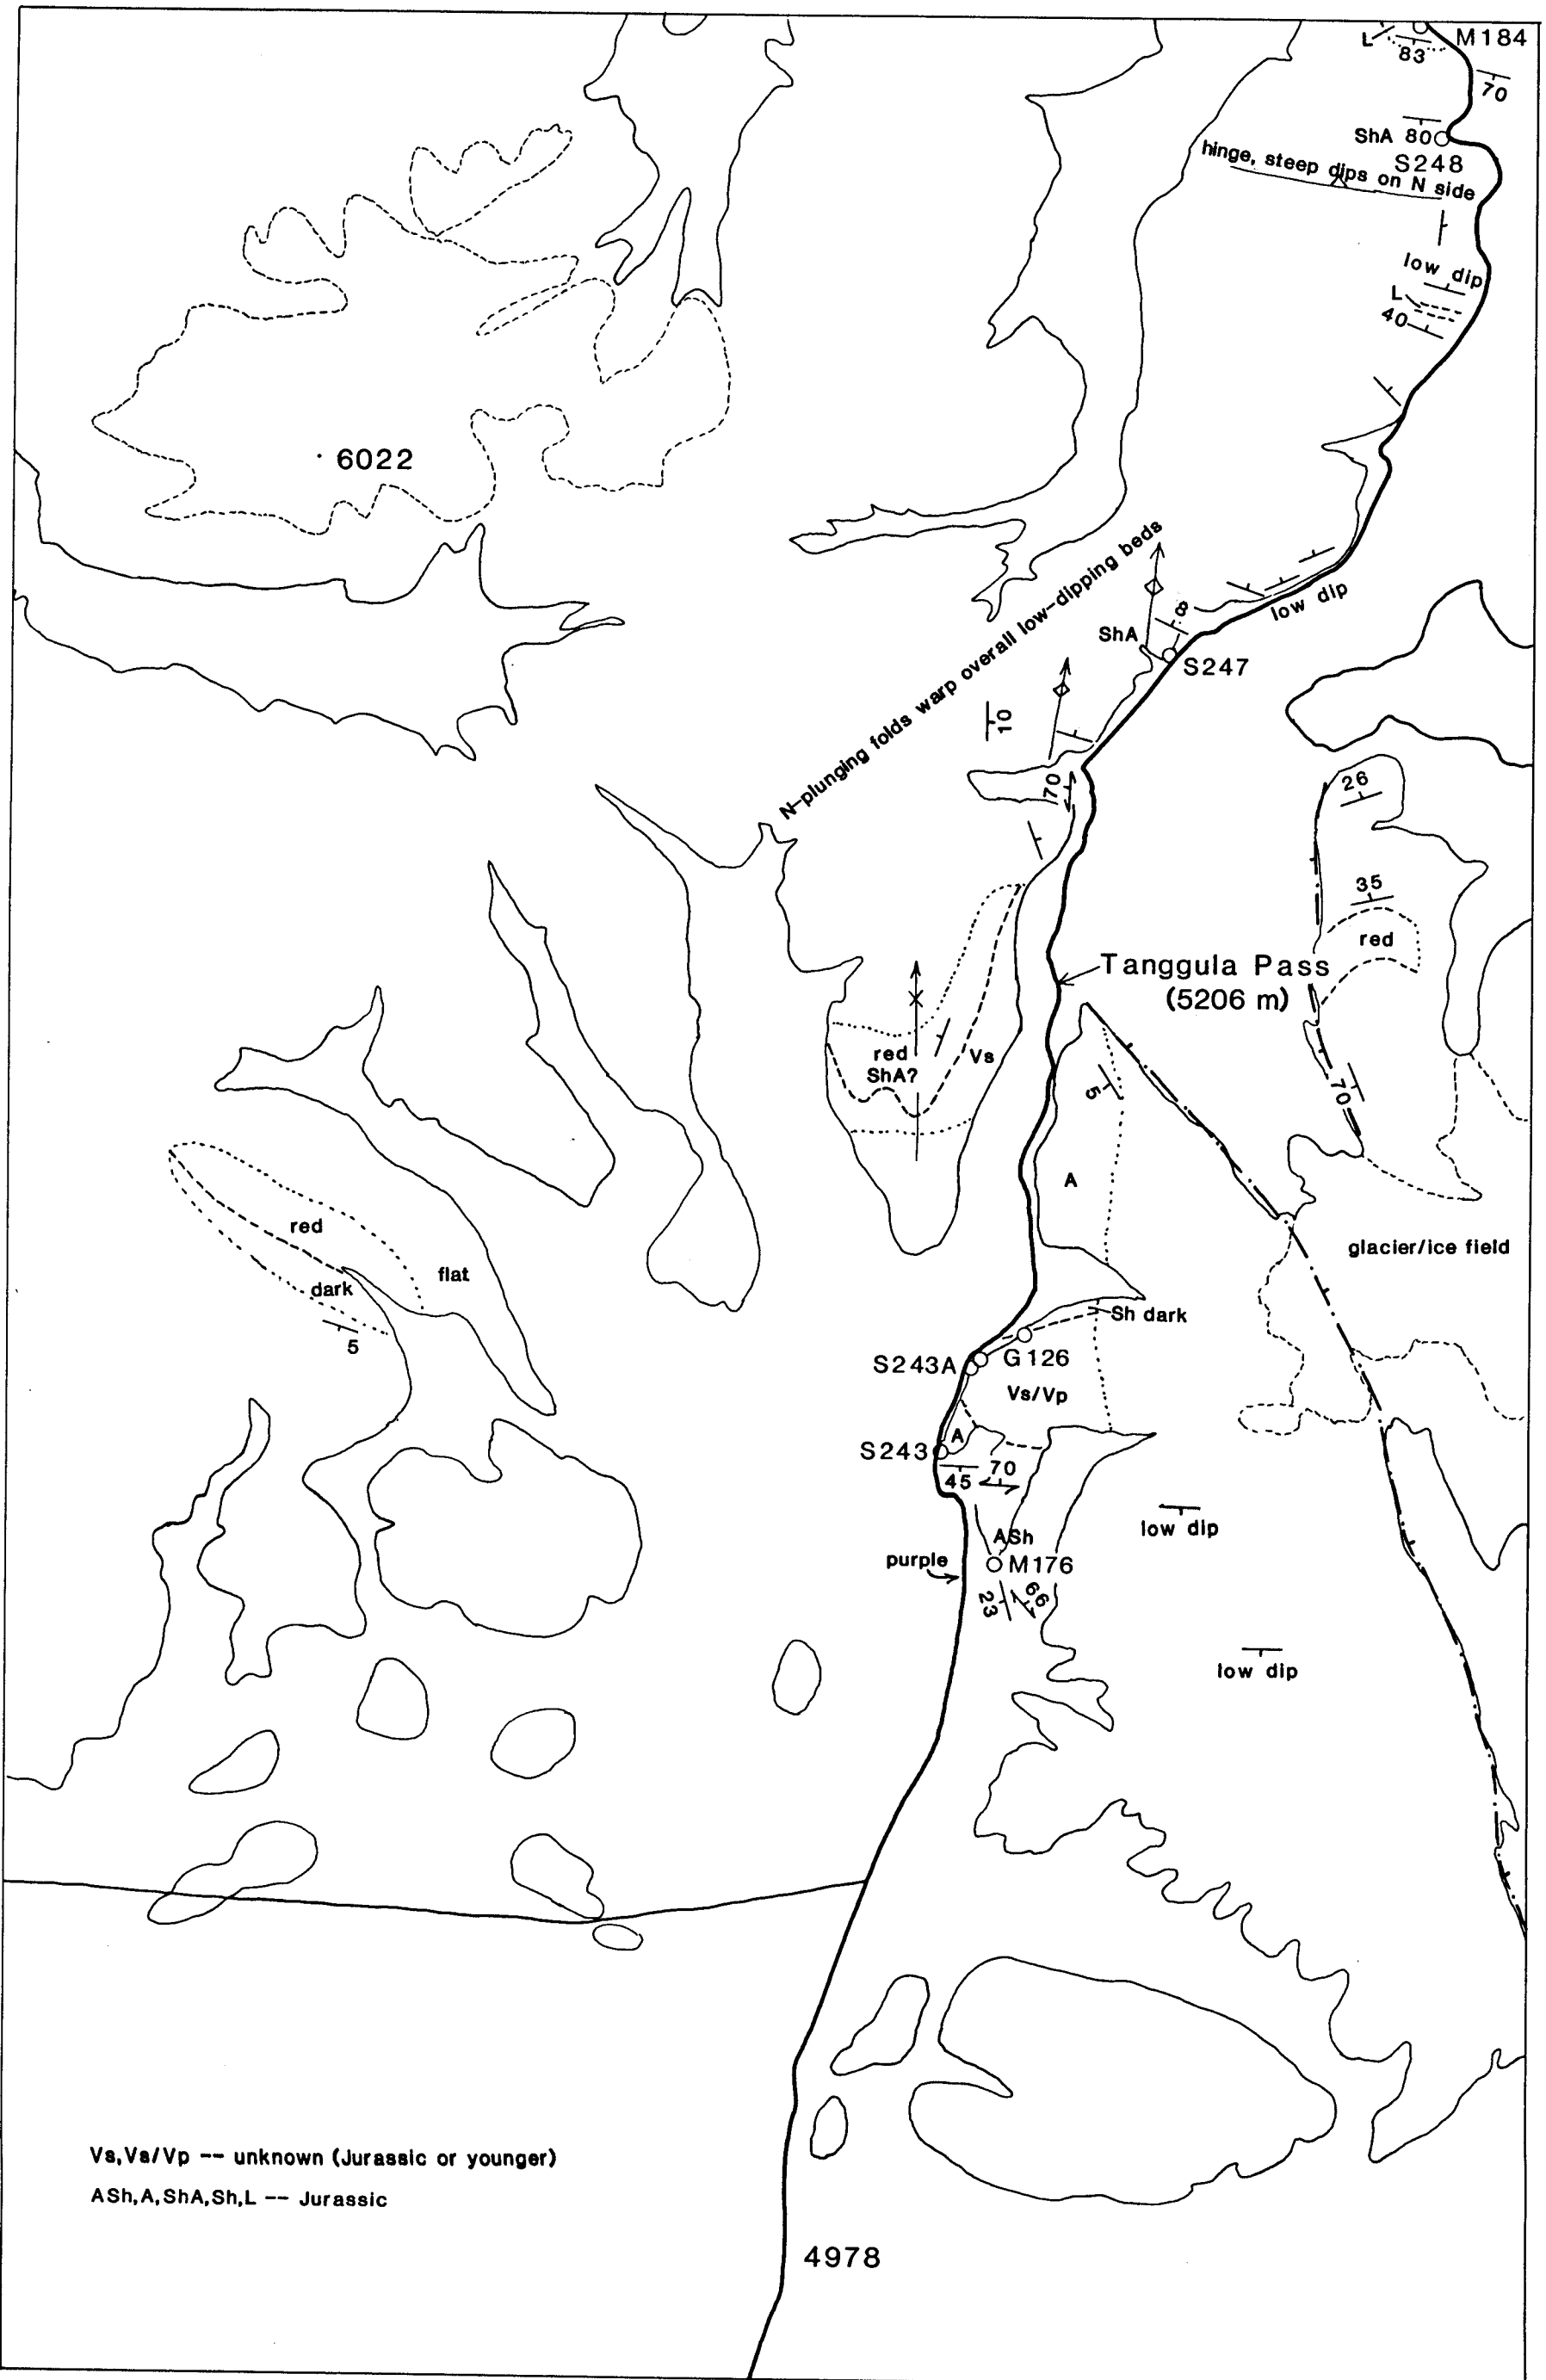 L
83
M184
70
ShA 80
S248
hinge, steep dips on N side
low dip
L
40
6022
N-plunging folds warp overall low-dipping beds
low dip
8
ShA
S247
10
70
26
35
red
Tanggula Pass
(5206 m)
red
ShA?
Vs
5
70
A
red
flat
dark
5
glacier/ice field
Sh dark
S243A
G126
Vs/Vp
A
S243
45
70
low dip
ASh
purple
M176
23
66
low dip
Vs,Vs/Vp -- unknown (Jurassic or younger)
ASh,A,ShA,Sh,L -- Jurassic
4978